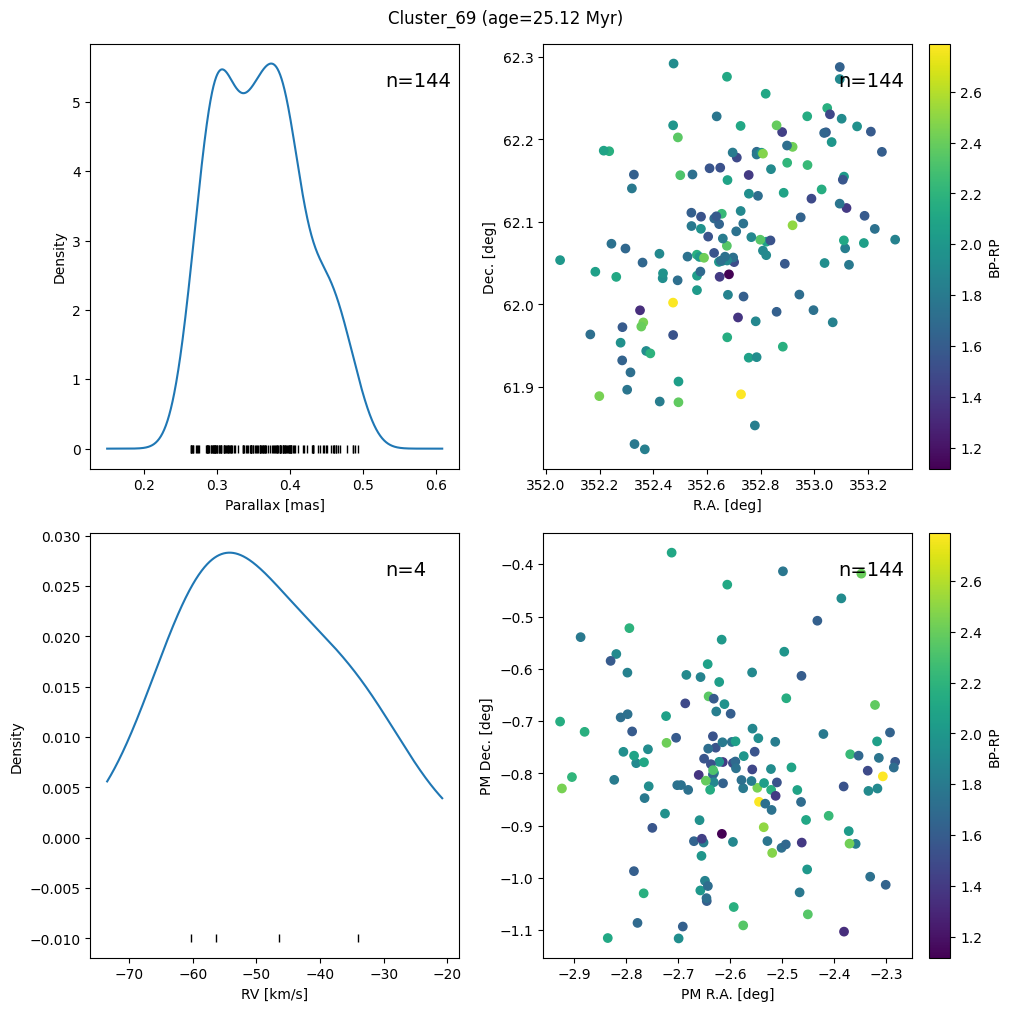 Cluster_69 (age=25.12 Myr)
n=144
Density
5
4
3
2
1
0
0.2 0.3 0.4 0.5 0.6
Parallax [mas]
n=144
Dec. [deg]
62.3
62.2
62.1
62.0
61.9
352.0 352.2 352.4 352.6 352.8 353.0 353.2
R.A. [deg]
2.6
2.4
2.2
2.0
1.8
1.6
1.4
1.2
BP-RP
n=4
Density
0.030
0.025
0.020
0.015
0.010
0.005
0.000
−0.005
−0.010
−70 −60 −50 −40 −30 −20
RV [km/s]
n=144
PM Dec. [deg]
−0.4
−0.5
−0.6
−0.7
−0.8
−0.9
−1.0
−1.1
−2.9 −2.8 −2.7 −2.6 −2.5 −2.4 −2.3
PM R.A. [deg]
2.6
2.4
2.2
2.0
1.8
1.6
1.4
1.2
BP-RP